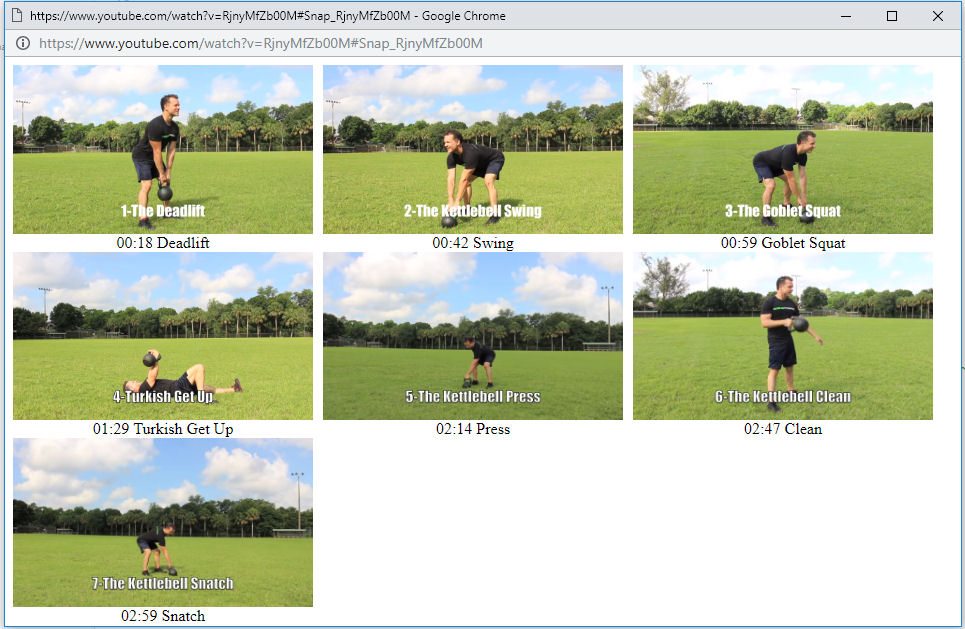 https://www.youtube.com/watch?v=RjnyMfZb00M#Snap_RjnyMfZb00M - Google Chrome
https://www.youtube.com/watch?v=RjnyMfZb00M#Snap_RjnyMfZb00M
1-The Deadlift
2-The Kettlebell Swing
3-The Goblet Squat
00:18 Deadlift
00:42 Swing
00:59 Goblet Squat
4-Turkish Get Up
5-The Kettlebell Press
6-The Kettlebell Clean
01:29 Turkish Get Up
02:14 Press
02:47 Clean
7-The Kettlebell Snatch
02:59 Snatch